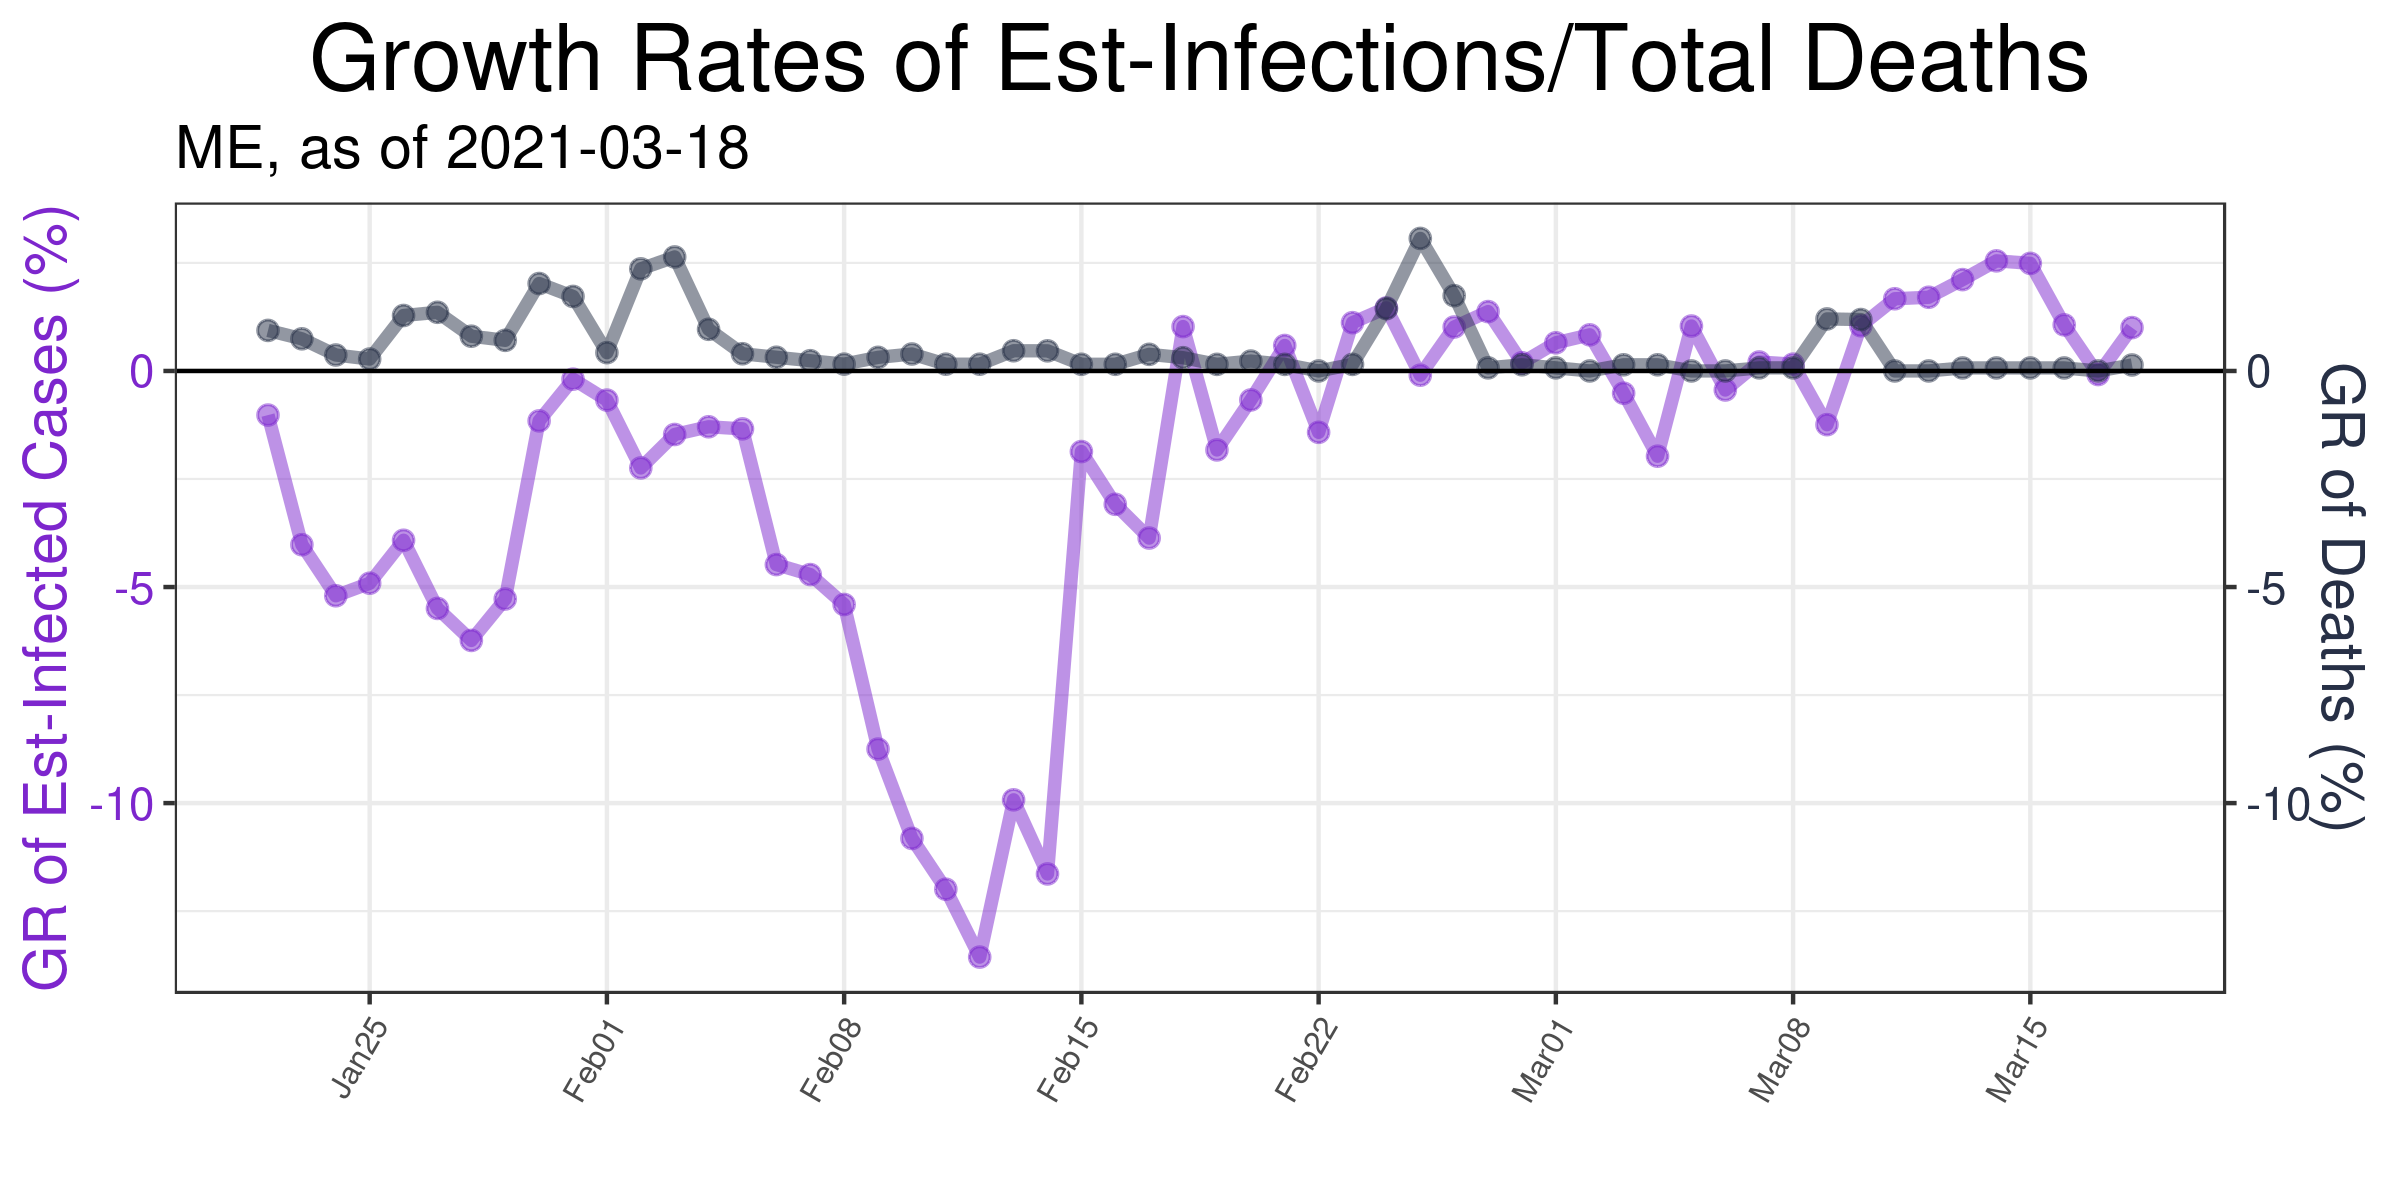 Growth Rates of Est-Infections/Total Deaths
ME, as of 2021-03-18
GR of Est-Infected Cases (%)
0
-5
-10
0
-5
-10
GR of Deaths (%)
Jan25
Feb01
Feb08
Feb15
Feb22
Mar01
Mar08
Mar15